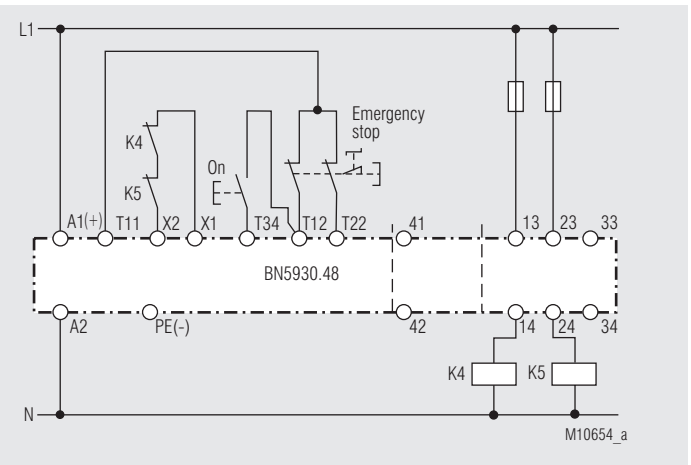 L1
Emergency
stop
K4
On
K5
A1(+) T11 X2 X1 T34 T12 T22 41 13 23 33
BN5930.48
A2 PE(-) 42 14 24 34
K4 K5
N
M10654_a